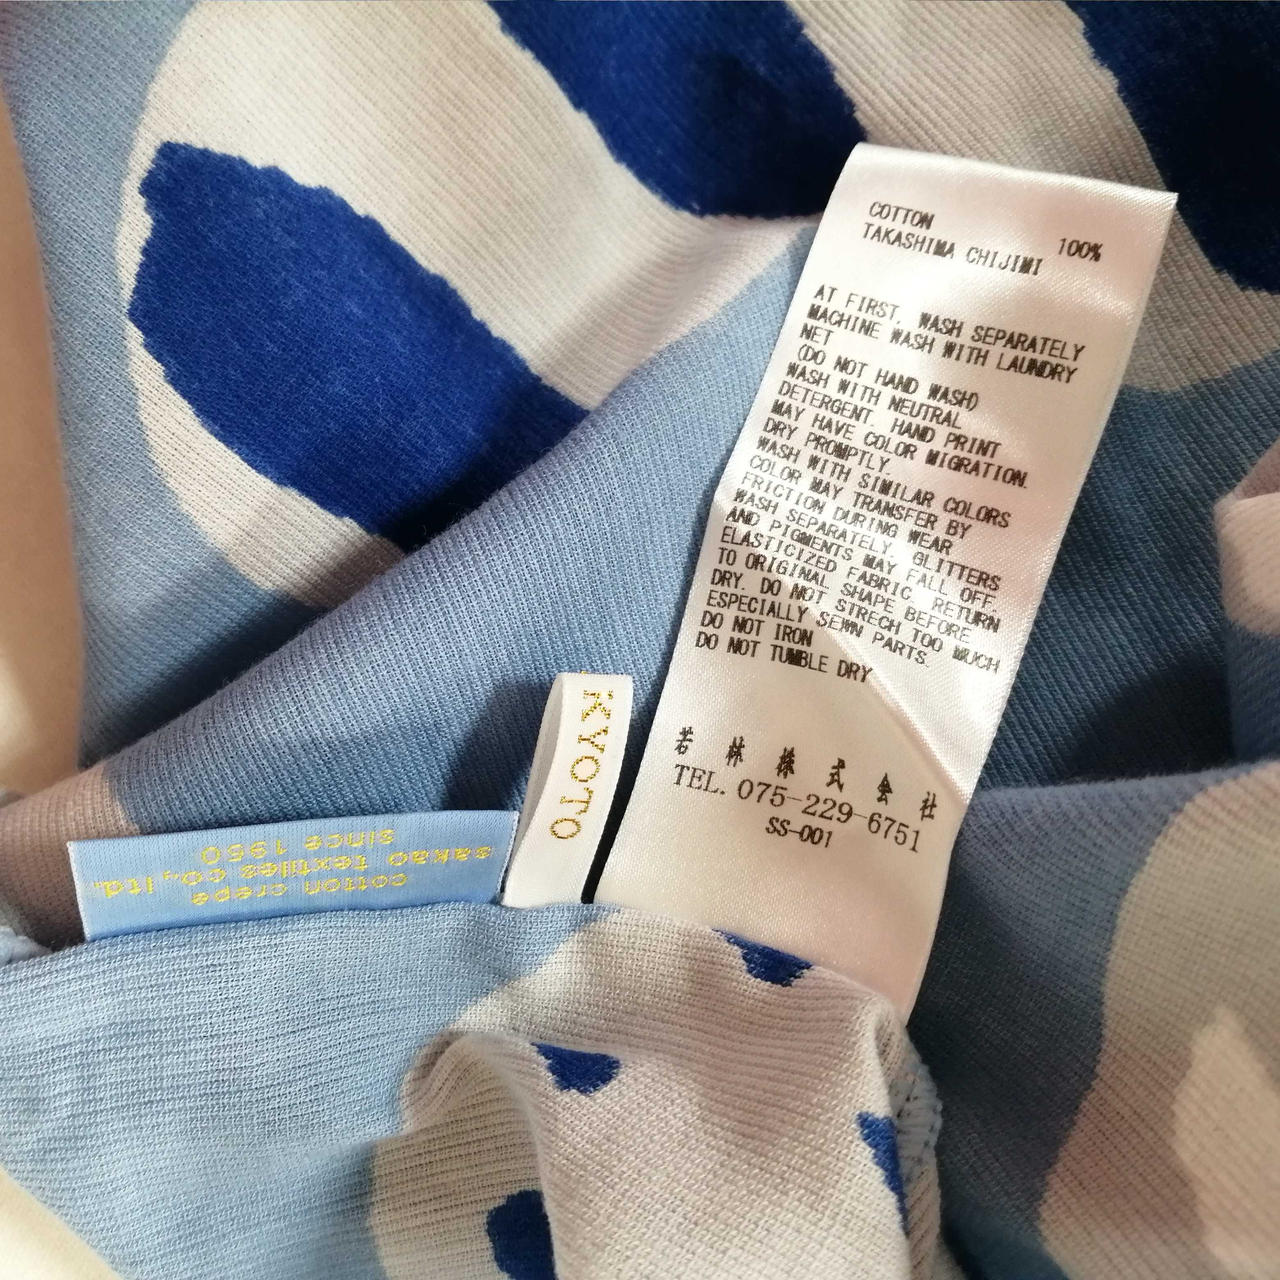 COTTON 100%
TAKASHIMA CHIJIMI
AT FIRST, WASH SEPARATELY
MACHINE WASH WITH LAUNDRY
NET
(DO NOT HAND WASH)
WASH WITH NEUTRAL
DETERGENT. HAND PRINT
MAY HAVE COLOR MIGRATION.
DRY PROMPTLY.
WASH WITH SIMILAR COLORS
COLOR MAY TRANSFER BY
FRICTION DURING WEAR
WASH SEPARATELY. GLITTERS
AND PIGMENTS MAY FALL OFF.
ELASTICIZED FABRIC. RETURN
TO ORIGINAL SHAPE BEFORE
DRY. DO NOT STRECH TOO MUCH
ESPECIALLY SEWN PARTS.
DO NOT IRON
DO NOT TUMBLE DRY
若林株式会社
TEL. 075-229-6751
SS-001
KYOTO
cotton crepe
sakao textiles co., ltd.
since 1950